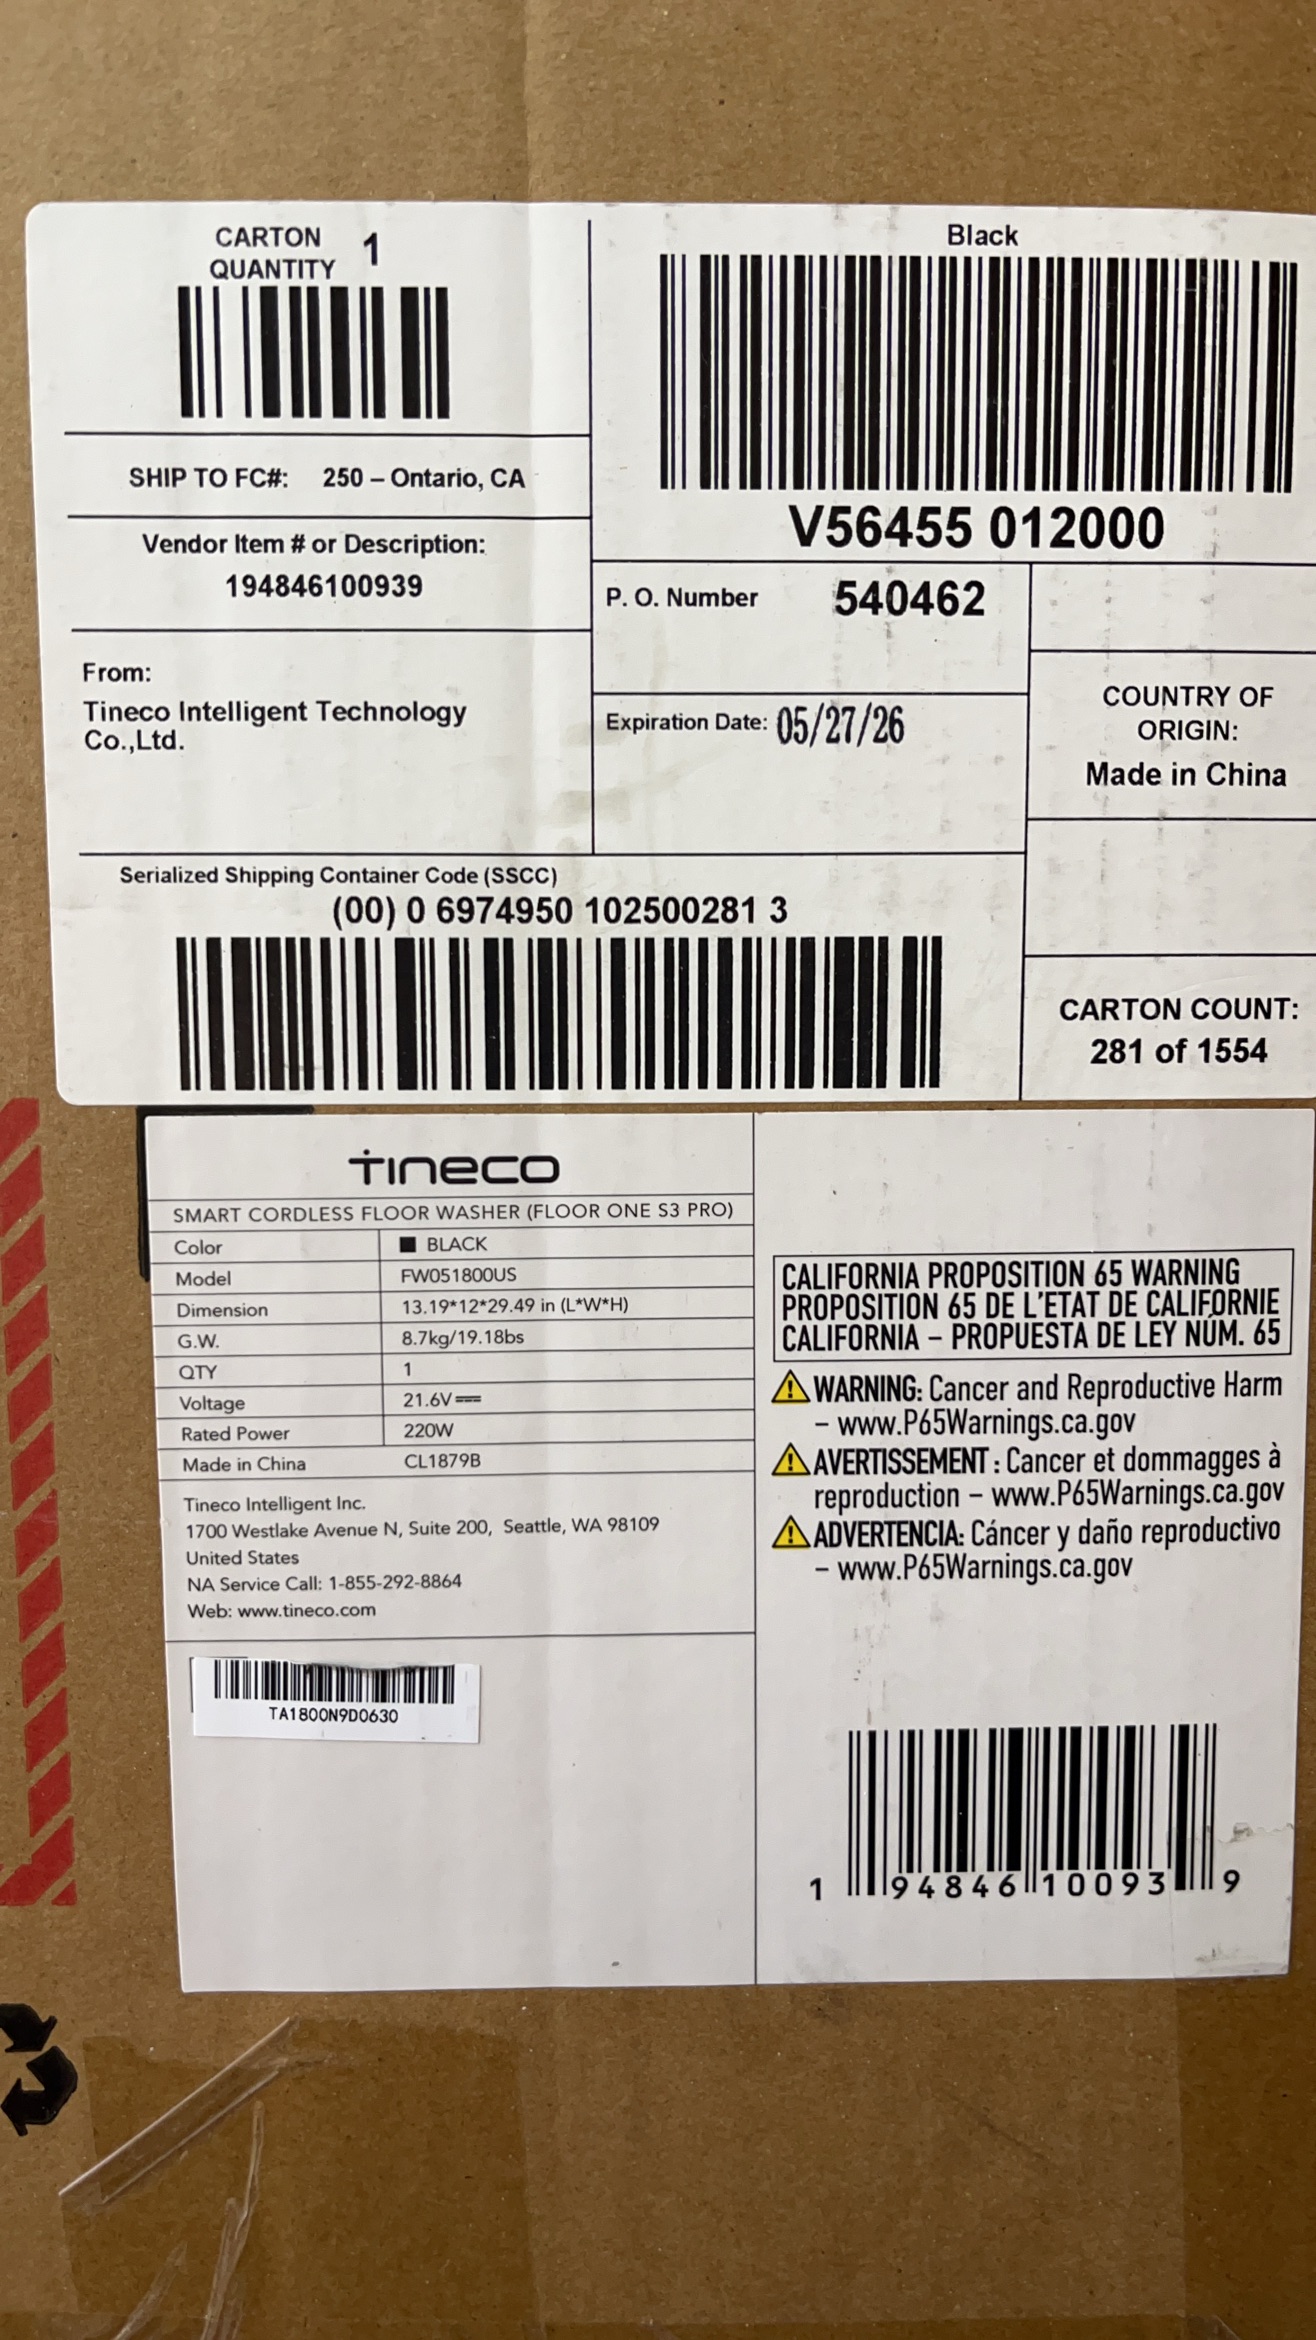 CARTON
QUANTITY 1
Black
V56455 012000
SHIP TO FC#: 250 – Ontario, CA
Vendor Item # or Description:
194846100939
P. O. Number 540462
From:
Tineco Intelligent Technology
Co.,Ltd.
Expiration Date: 05/27/26
COUNTRY OF
ORIGIN:
Made in China
Serialized Shipping Container Code (SSCC)
(00) 0 6974950 102500281 3
CARTON COUNT:
281 of 1554
TINECO
SMART CORDLESS FLOOR WASHER (FLOOR ONE S3 PRO)
Color BLACK
Model FW051800US
Dimension 13.19*12*29.49 in (L*W*H)
G.W. 8.7kg/19.18bs
QTY 1
Voltage 21.6V⎓
Rated Power 220W
Made in China CL1879B
Tineco Intelligent Inc.
1700 Westlake Avenue N, Suite 200, Seattle, WA 98109
United States
NA Service Call: 1-855-292-8864
Web: www.tineco.com
TA1800N9D0630
CALIFORNIA PROPOSITION 65 WARNING
PROPOSITION 65 DE L'ETAT DE CALIFORNIE
CALIFORNIA – PROPUESTA DE LEY NÚM. 65
WARNING: Cancer and Reproductive Harm
– www.P65Warnings.ca.gov
AVERTISSEMENT : Cancer et dommagges à
reproduction – www.P65Warnings.ca.gov
ADVERTENCIA: Cáncer y daño reproductivo
– www.P65Warnings.ca.gov
1 94846 10093 9